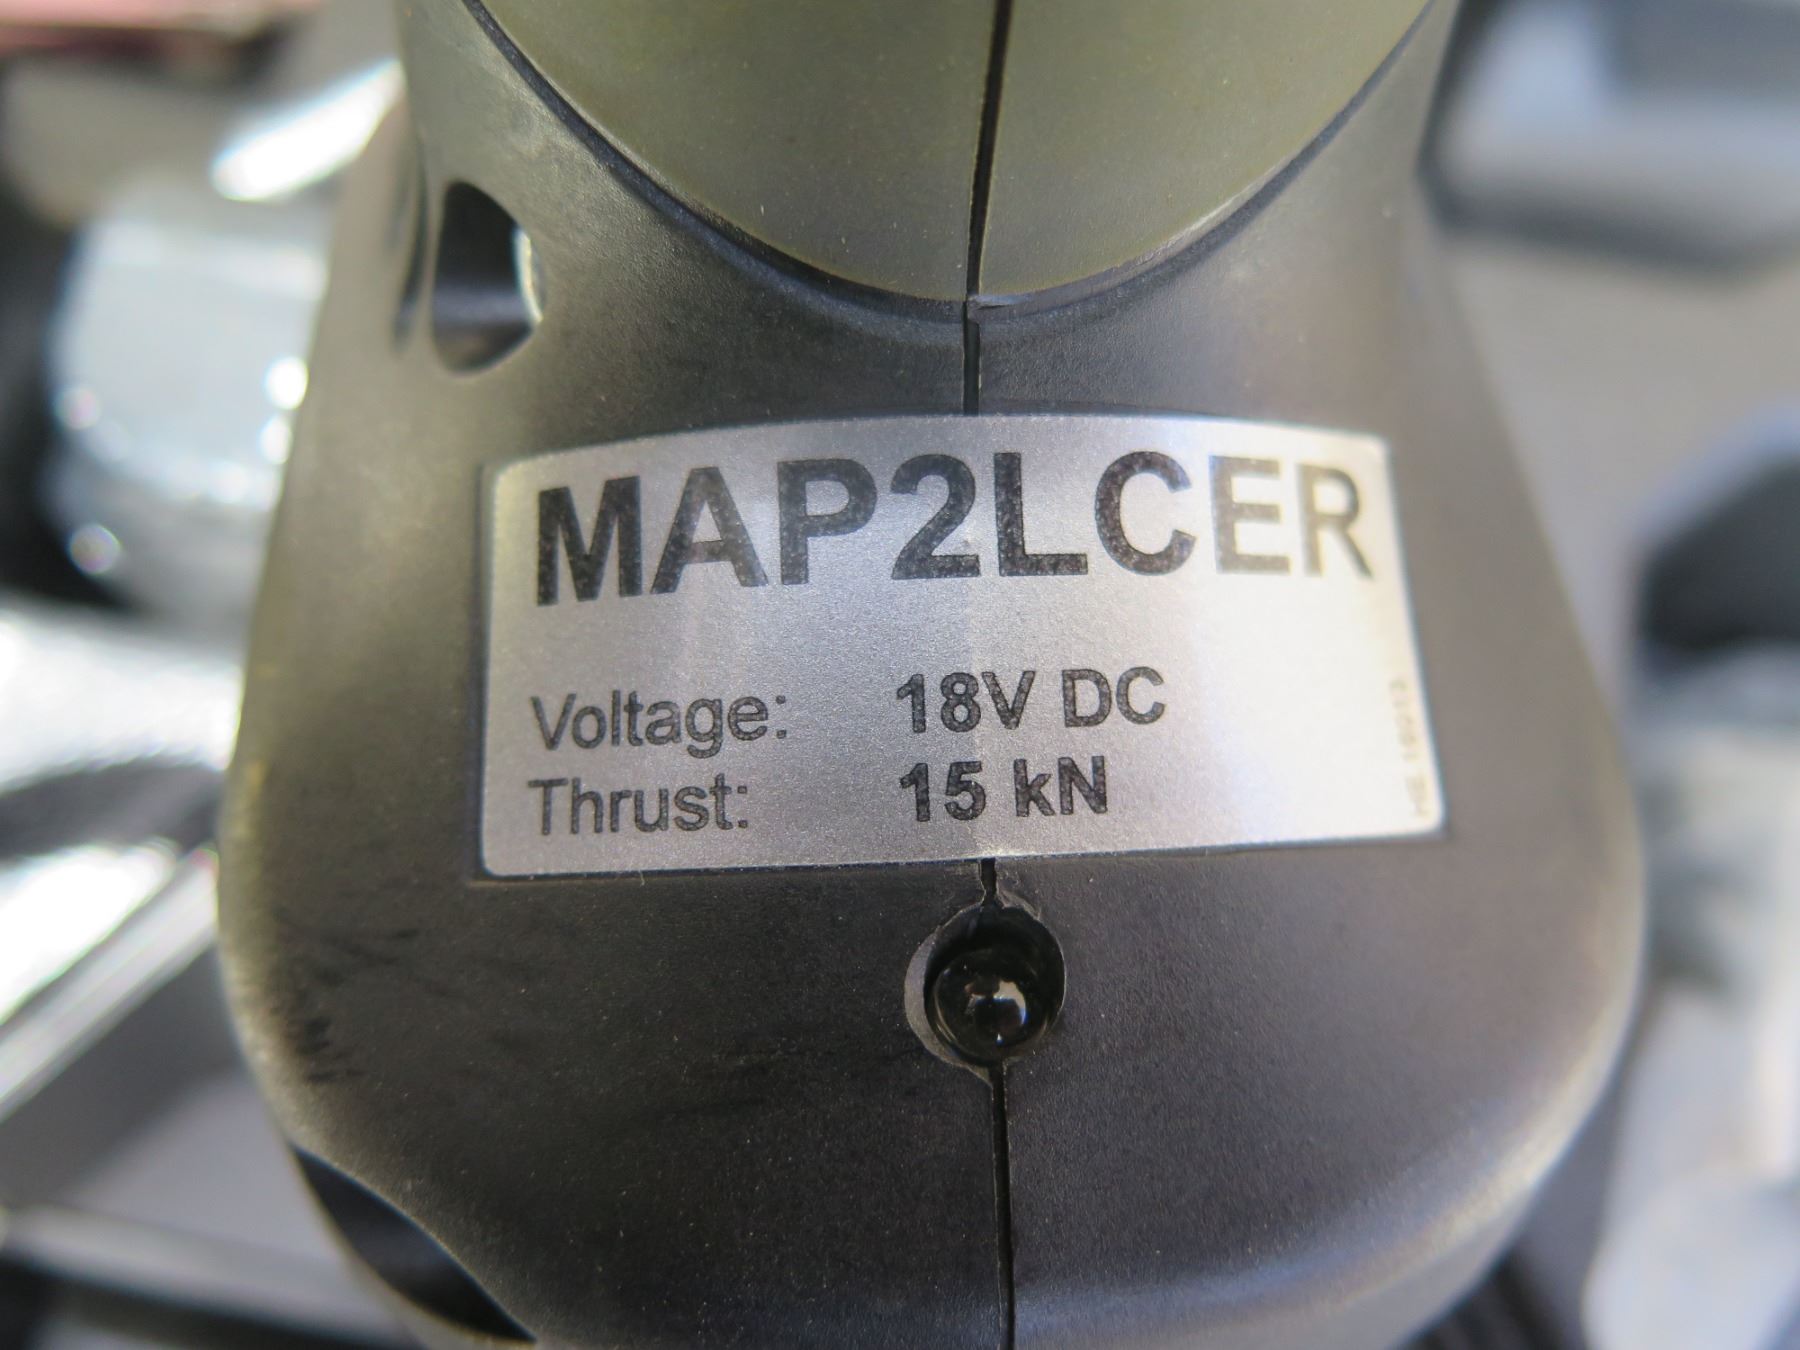 MAP2LCER
Voltage: 18V DC
Thrust: 15 kN